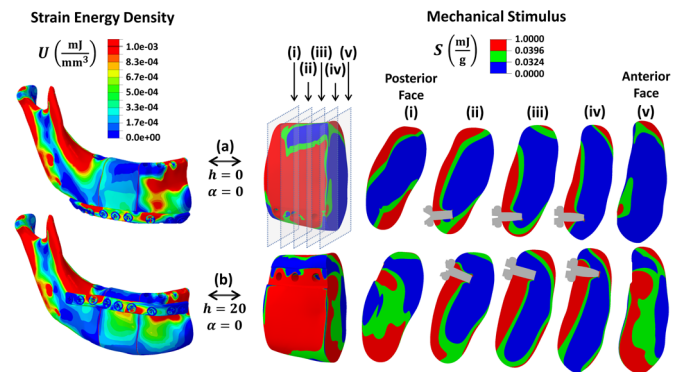 Strain Energy Density
U (mJ/mm³)
1.0e-03
8.3e-04
6.7e-04
5.0e-04
3.3e-04
1.7e-04
0.0e+00
(i) (iii) (v)
(ii) (iv)
Mechanical Stimulus
S (mJ/g)
1.0000
0.0396
0.0324
0.0000
Posterior
Face
(i) (ii) (iii) (iv)
Anterior
Face
(v)
(a)
h = 0
α = 0
(b)
h = 20
α = 0